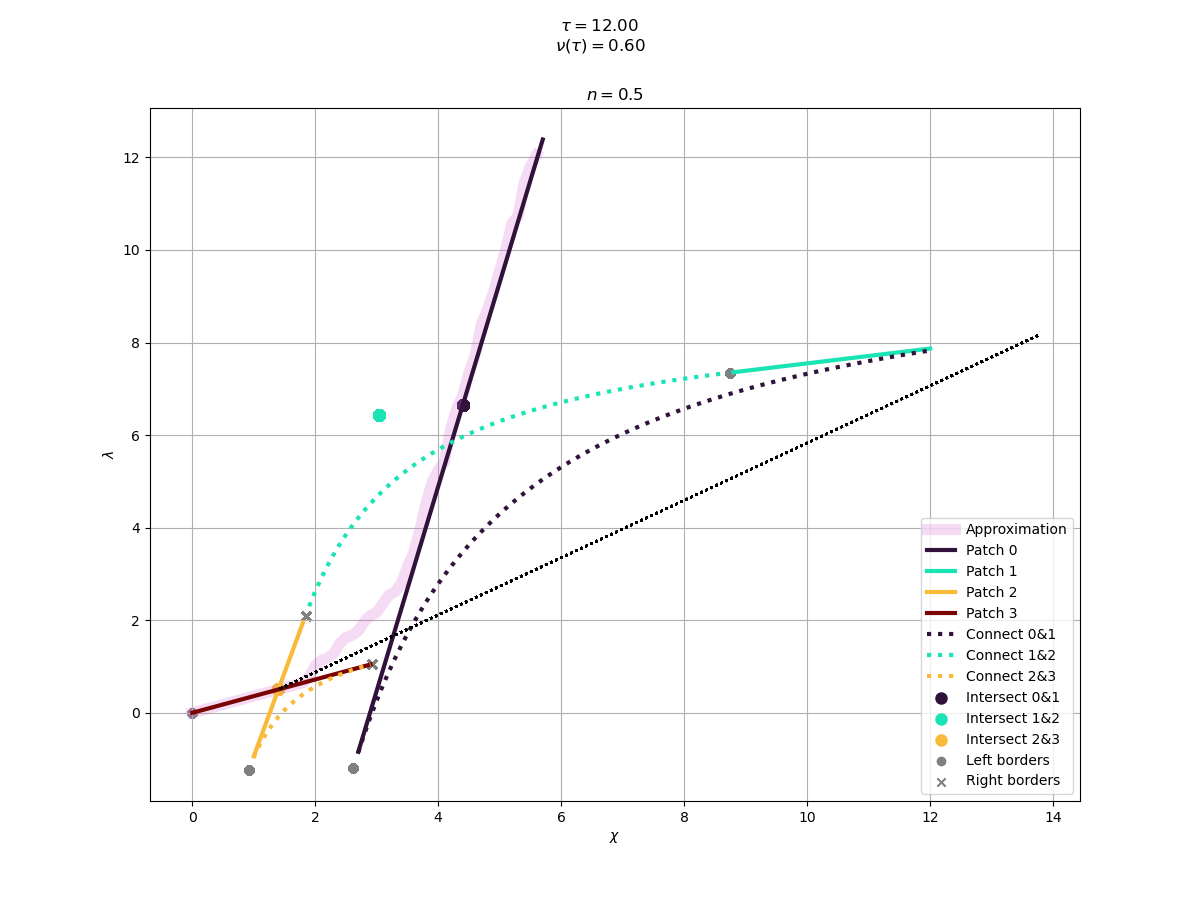 τ = 12.00
ν(τ) = 0.60
n = 0.5
12
10
8
6
4
2
0
λ
0 2 4 6 8 10 12 14
χ
Approximation
Patch 0
Patch 1
Patch 2
Patch 3
Connect 0&1
Connect 1&2
Connect 2&3
Intersect 0&1
Intersect 1&2
Intersect 2&3
Left borders
Right borders